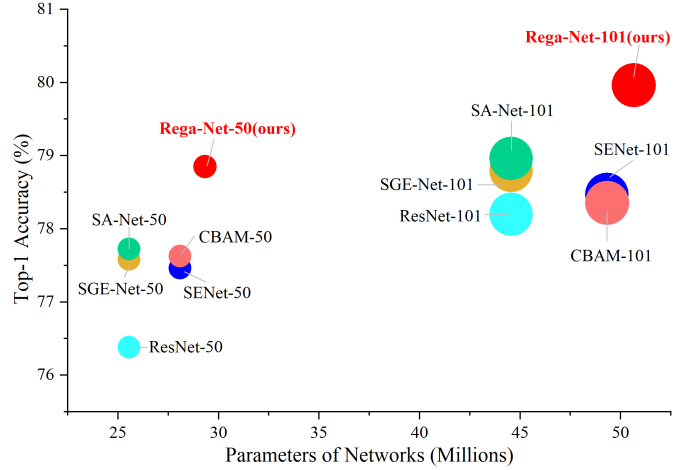 81
80
79
78
77
76
Top-1 Accuracy (%)
Rega-Net-101(ours)
SA-Net-101
Rega-Net-50(ours)
SENet-101
SGE-Net-101
SA-Net-50
CBAM-50
ResNet-101
CBAM-101
SGE-Net-50
SENet-50
ResNet-50
25 30 35 40 45 50
Parameters of Networks (Millions)